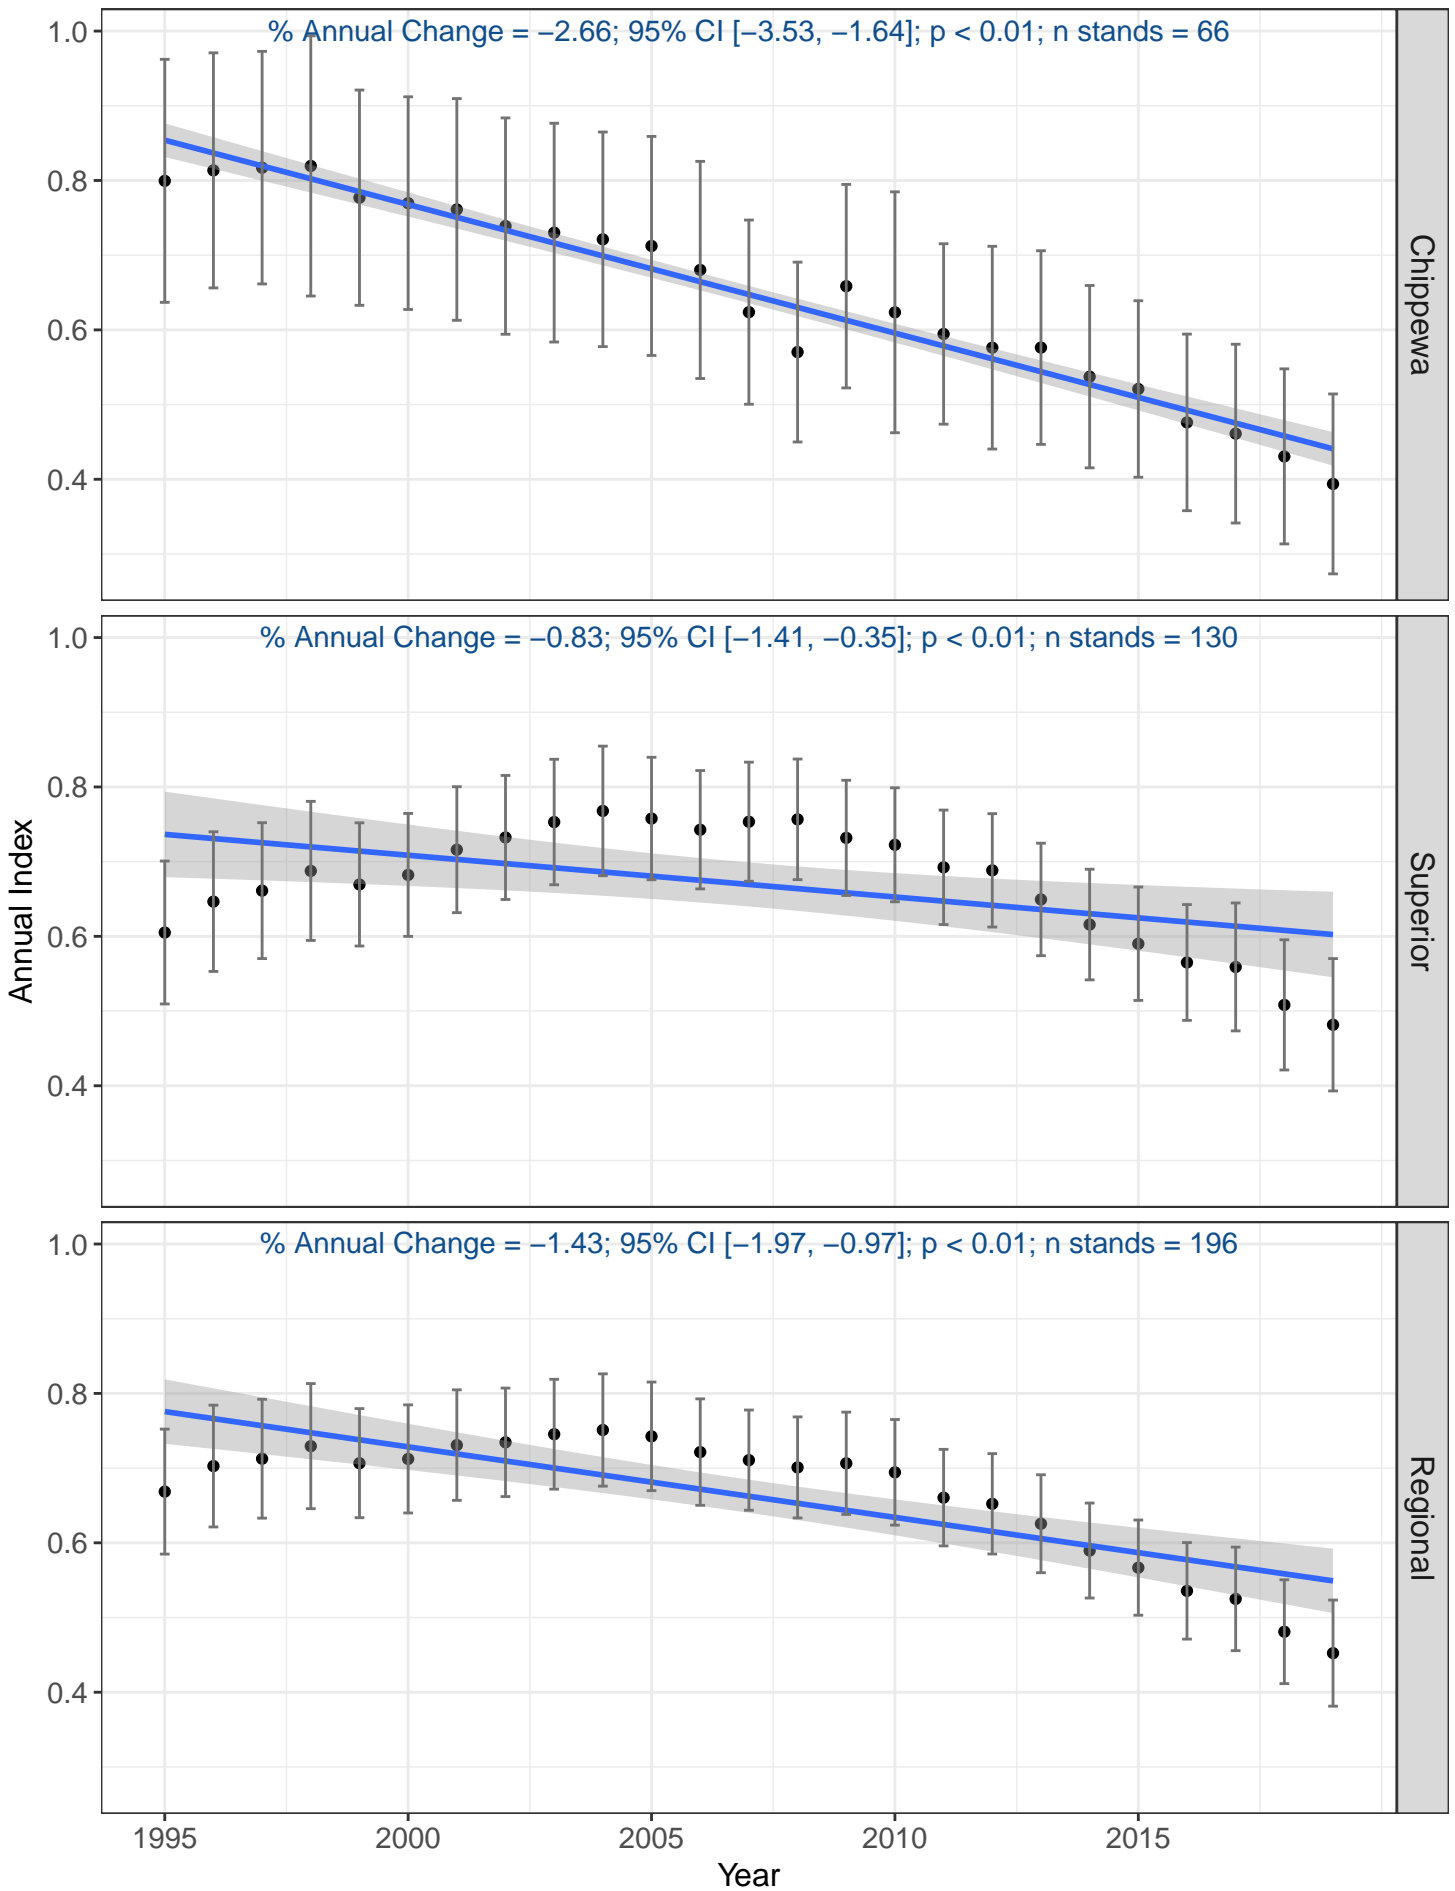 % Annual Change = −2.66; 95% CI [−3.53, −1.64]; p < 0.01; n stands = 66
1.0
0.8
0.6
0.4
Chippewa
% Annual Change = −0.83; 95% CI [−1.41, −0.35]; p < 0.01; n stands = 130
1.0
0.8
0.6
0.4
Superior
Annual Index
% Annual Change = −1.43; 95% CI [−1.97, −0.97]; p < 0.01; n stands = 196
1.0
0.8
0.6
0.4
Regional
1995 2000 2005 2010 2015
Year